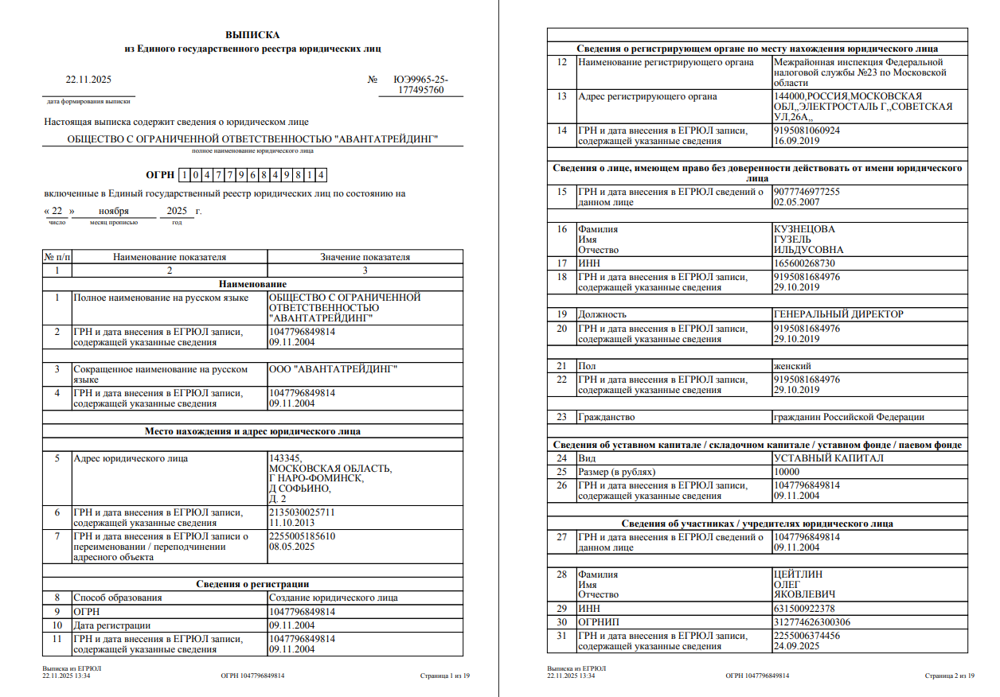 ВЫПИСКА
из Единого государственного реестра юридических лиц
22.11.2025 № ЮЭ9965-25-
177495760
дата формирования выписки
Настоящая выписка содержит сведения о юридическом лице
ОБЩЕСТВО С ОГРАНИЧЕННОЙ ОТВЕТСТВЕННОСТЬЮ "АВАНТАТРЕЙДИНГ"
полное наименование юридического лица
ОГРН 1 0 4 7 7 9 6 8 4 9 8 1 4
включенные в Единый государственный реестр юридических лиц по состоянию на
« 22 » ноября 2025 г.
число месяц прописью год
№ п/п Наименование показателя Значение показателя
1 2 3
Наименование
1 Полное наименование на русском языке ОБЩЕСТВО С ОГРАНИЧЕННОЙ
ОТВЕТСТВЕННОСТЬЮ
"АВАНТАТРЕЙДИНГ"
2 ГРН и дата внесения в ЕГРЮЛ записи, 1047796849814
содержащей указанные сведения 09.11.2004
3 Сокращенное наименование на русском ООО "АВАНТАТРЕЙДИНГ"
языке
4 ГРН и дата внесения в ЕГРЮЛ записи, 1047796849814
содержащей указанные сведения 09.11.2004
Место нахождения и адрес юридического лица
5 Адрес юридического лица 143345,
МОСКОВСКАЯ ОБЛАСТЬ,
Г НАРО-ФОМИНСК,
Д СОФЬИНО,
Д. 2
6 ГРН и дата внесения в ЕГРЮЛ записи, 2135030025711
содержащей указанные сведения 11.10.2013
7 ГРН и дата внесения в ЕГРЮЛ записи о 2255005185610
переименовании / переподчинении 08.05.2025
адресного объекта
Сведения о регистрации
8 Способ образования Создание юридического лица
9 ОГРН 1047796849814
10 Дата регистрации 09.11.2004
11 ГРН и дата внесения в ЕГРЮЛ записи, 1047796849814
содержащей указанные сведения 09.11.2004
Выписка из ЕГРЮЛ
22.11.2025 13:34 ОГРН 1047796849814 Страница 1 из 19
Сведения о регистрирующем органе по месту нахождения юридического лица
12 Наименование регистрирующего органа Межрайонная инспекция Федеральной
налоговой службы №23 по Московской
области
13 Адрес регистрирующего органа 144000,РОССИЯ,МОСКОВСКАЯ
ОБЛ,,ЭЛЕКТРОСТАЛЬ Г,,СОВЕТСКАЯ
УЛ,26А,,
14 ГРН и дата внесения в ЕГРЮЛ записи, 9195081060924
содержащей указанные сведения 16.09.2019
Сведения о лице, имеющем право без доверенности действовать от имени юридического
лица
15 ГРН и дата внесения в ЕГРЮЛ сведений о 9077746977255
данном лице 02.05.2007
16 Фамилия КУЗНЕЦОВА
Имя ГУЗЕЛЬ
Отчество ИЛЬДУСОВНА
17 ИНН 165600268730
18 ГРН и дата внесения в ЕГРЮЛ записи, 9195081684976
содержащей указанные сведения 29.10.2019
19 Должность ГЕНЕРАЛЬНЫЙ ДИРЕКТОР
20 ГРН и дата внесения в ЕГРЮЛ записи, 9195081684976
содержащей указанные сведения 29.10.2019
21 Пол женский
22 ГРН и дата внесения в ЕГРЮЛ записи, 9195081684976
содержащей указанные сведения 29.10.2019
23 Гражданство гражданин Российской Федерации
Сведения об уставном капитале / складочном капитале / уставном фонде / паевом фонде
24 Вид УСТАВНЫЙ КАПИТАЛ
25 Размер (в рублях) 10000
26 ГРН и дата внесения в ЕГРЮЛ записи, 1047796849814
содержащей указанные сведения 09.11.2004
Сведения об участниках / учредителях юридического лица
27 ГРН и дата внесения в ЕГРЮЛ сведений о 1047796849814
данном лице 09.11.2004
28 Фамилия ЦЕЙТЛИН
Имя ОЛЕГ
Отчество ЯКОВЛЕВИЧ
29 ИНН 631500922378
30 ОГРНИП 312774626300306
31 ГРН и дата внесения в ЕГРЮЛ записи, 2255006374456
содержащей указанные сведения 24.09.2025
Выписка из ЕГРЮЛ
22.11.2025 13:34 ОГРН 1047796849814 Страница 2 из 19